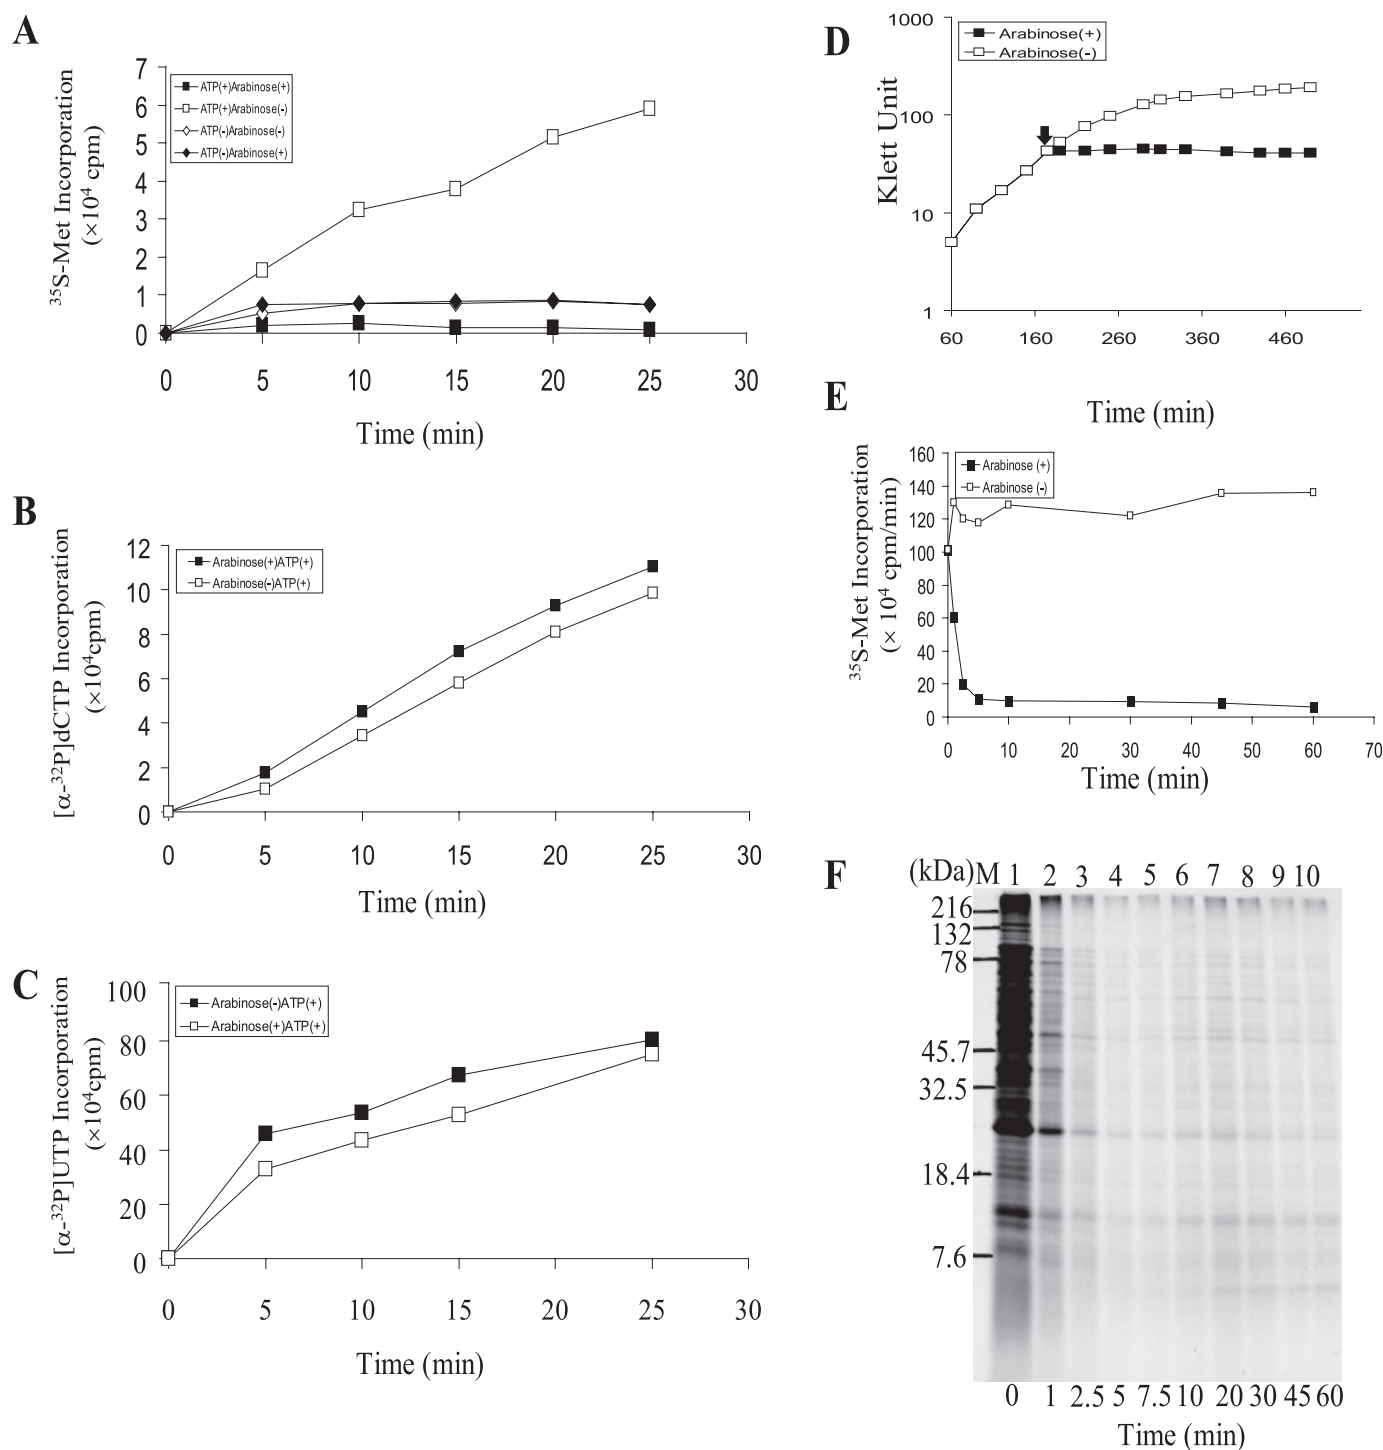 A
7
6
5
4
3
2
1
0
³⁵S-Met Incorporation
(×10⁴ cpm)
ATP(+)Arabinose(+)
ATP(+)Arabinose(-)
ATP(-)Arabinose(-)
ATP(-)Arabinose(+)
0 5 10 15 20 25 30
Time (min)
B
12
10
8
6
4
2
0
[α-³²P]dCTP Incorporation
(×10⁴cpm)
Arabinose(+)ATP(+)
Arabinose(-)ATP(+)
0 5 10 15 20 25 30
Time (min)
C
100
80
60
40
20
0
[α-³²P]UTP Incorporation
(×10⁴cpm)
Arabinose(-)ATP(+)
Arabinose(+)ATP(+)
0 5 10 15 20 25 30
Time (min)
D
1000
100
10
1
Klett Unit
Arabinose(+)
Arabinose(-)
60 160 260 360 460
Time (min)
E
160
140
120
100
80
60
40
20
0
³⁵S-Met Incorporation
(× 10⁴ cpm/min)
Arabinose (+)
Arabinose (-)
0 10 20 30 40 50 60 70
Time (min)
F
(kDa) M 1 2 3 4 5 6 7 8 9 10
216
132
78
45.7
32.5
18.4
7.6
0 1 2.5 5 7.5 10 20 30 45 60
Time (min)